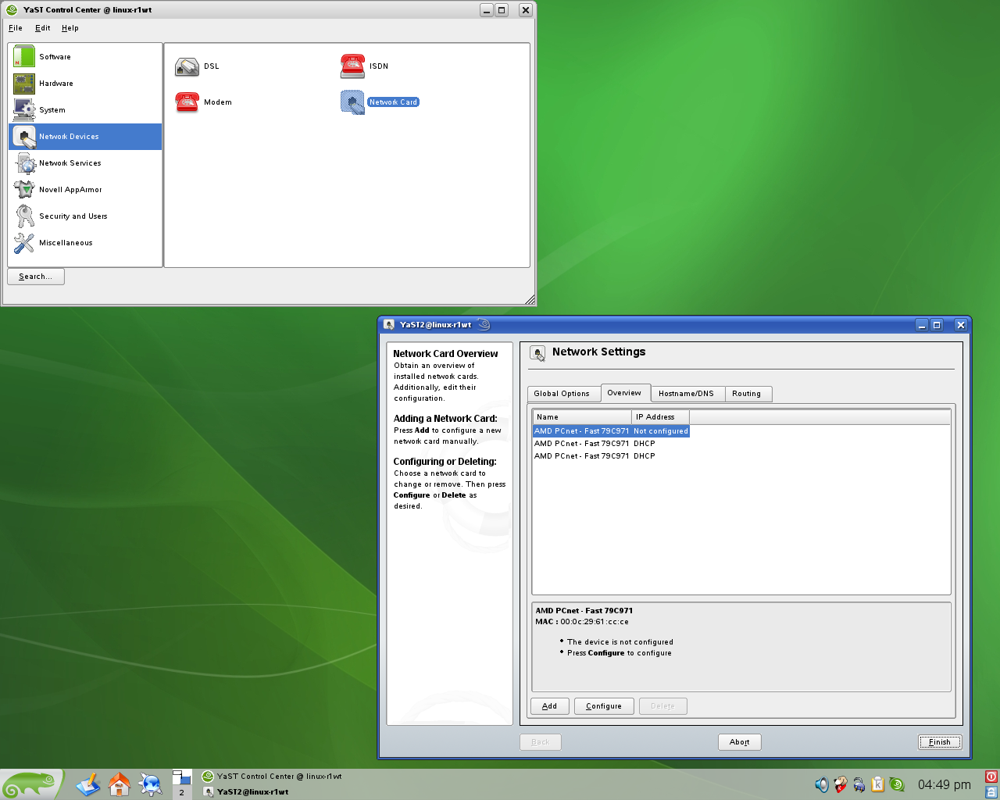 YaST Control Center @ linux-r1wt
File Edit Help
Software
Hardware
System
Network Devices
Network Services
Novell AppArmor
Security and Users
Miscellaneous
Search...
DSL
ISDN
Modem
Network Card
YaST2@linux-r1wt
Network Card Overview
Obtain an overview of
installed network cards.
Additionally, edit their
configuration.
Adding a Network Card:
Press Add to configure a new
network card manually.
Configuring or Deleting:
Choose a network card to
change or remove. Then press
Configure or Delete as
desired.
Network Settings
Global Options Overview Hostname/DNS Routing
Name IP Address
AMD PCnet - Fast 79C971 Not configured
AMD PCnet - Fast 79C971 DHCP
AMD PCnet - Fast 79C971 DHCP
AMD PCnet - Fast 79C971
MAC : 00:0c:29:61:cc:ce
The device is not configured
Press Configure to configure
Add Configure Delete
Back Abort Finish
2
YaST Control Center @ linux-r1wt
YaST2@linux-r1wt
04:49 pm